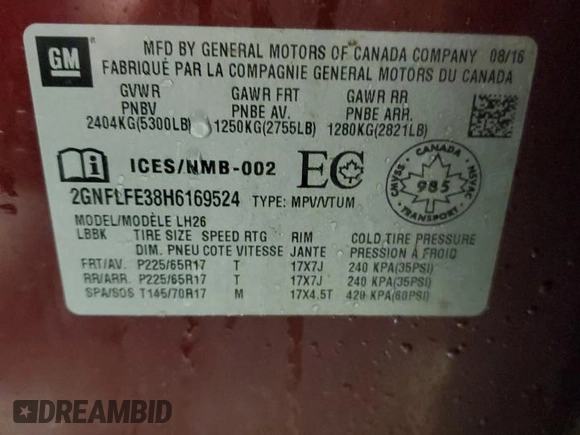 GM
MFD BY GENERAL MOTORS OF CANADA COMPANY 08/16
FABRIQUÉ PAR LA COMPAGNIE GENERAL MOTORS DU CANADA
GVWR GAWR FRT GAWR RR
PNBV PNBE AV. PNBE ARR.
2404KG(5300LB) 1250KG(2755LB) 1280KG(2821LB)
i ICES/NMB-002 EC
CANADA
CMVSS 985 NSVAC
TRANSPORT
2GNFLFE38H6169524 TYPE: MPV/VTUM
MODEL/MODÈLE LH26
LBBK TIRE SIZE SPEED RTG RIM COLD TIRE PRESSURE
DIM. PNEU COTE VITESSE JANTE PRESSION À FROID
FRT/AV. P225/65R17 T 17X7J 240 KPA(35PSI)
RR/ARR. P225/65R17 T 17X7J 240 KPA(35PSI)
SPA/SOS T145/70R17 M 17X4.5T 420 KPA(60PSI)
DREAMBID